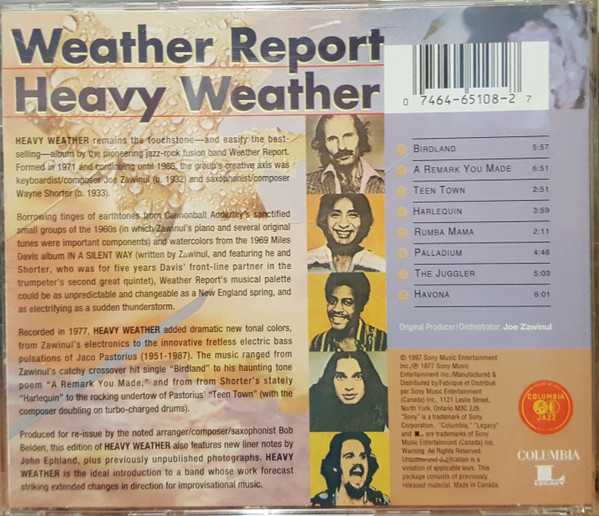 Weather Report
Heavy Weather
0 7464-65108-2 7
HEAVY WEATHER remains the touchstone—and easily the best-
selling—album by the pioneering jazz-rock fusion band Weather Report.
Formed in 1971 and continuing until 1986, the group's creative axis was
keyboardist/composer Joe Zawinul (b. 1932) and saxophonist/composer
Wayne Shorter (b. 1933).
Borrowing tinges of earthtones from Cannonball Adderley's sanctified
small groups of the 1960s (in which Zawinul's piano and several original
tunes were important components) and watercolors from the 1969 Miles
Davis album IN A SILENT WAY (written by Zawinul, and featuring he and
Shorter, who was for five years Davis' front-line partner in the
trumpeter's second great quintet), Weather Report's musical palette
could be as unpredictable and changeable as a New England spring, and
as electrifying as a sudden thunderstorm.
Recorded in 1977, HEAVY WEATHER added dramatic new tonal colors,
from Zawinul's electronics to the innovative fretless electric bass
pulsations of Jaco Pastorius (1951-1987). The music ranged from
Zawinul's catchy crossover hit single "Birdland" to his haunting tone
poem "A Remark You Made," and from from Shorter's stately
"Harlequin" to the rocking undertow of Pastorius' "Teen Town" (with the
composer doubling on turbo-charged drums).
Produced for re-issue by the noted arranger/composer/saxophonist Bob
Belden, this edition of HEAVY WEATHER also features new liner notes by
John Ephland, plus previously unpublished photographs. HEAVY
WEATHER is the ideal introduction to a band whose work forecast
striking extended changes in direction for improvisational music.
BIRDLAND 5:57
A REMARK YOU MADE 6:51
TEEN TOWN 2:51
HARLEQUIN 3:59
RUMBA MAMA 2:11
PALLADIUM 4:46
THE JUGGLER 5:03
HAVONA 6:01
Original Producer/Orchestrator: Joe Zawinul
© 1997 Sony Music Entertainment
Inc./℗ 1977 Sony Music Entertainment
Inc./Manufactured &
Distributed by/Fabriqué et Distribué
par Sony Music Entertainment
(Canada) Inc., 1121 Leslie Street,
North York, Ontario M3C 2J9.
"Sony" is a trademark of Sony
Corporation. "Columbia," "Legacy"
and L are trademarks of Sony
Music Entertainment (Canada) Inc.
Warning: All Rights Reserved.
Unauthorized duplication is a
violation of applicable laws. This
package consists of previously
released material. Made in Canada.
COLUMBIA
JAZZ
COLUMBIA
L
LEGACY